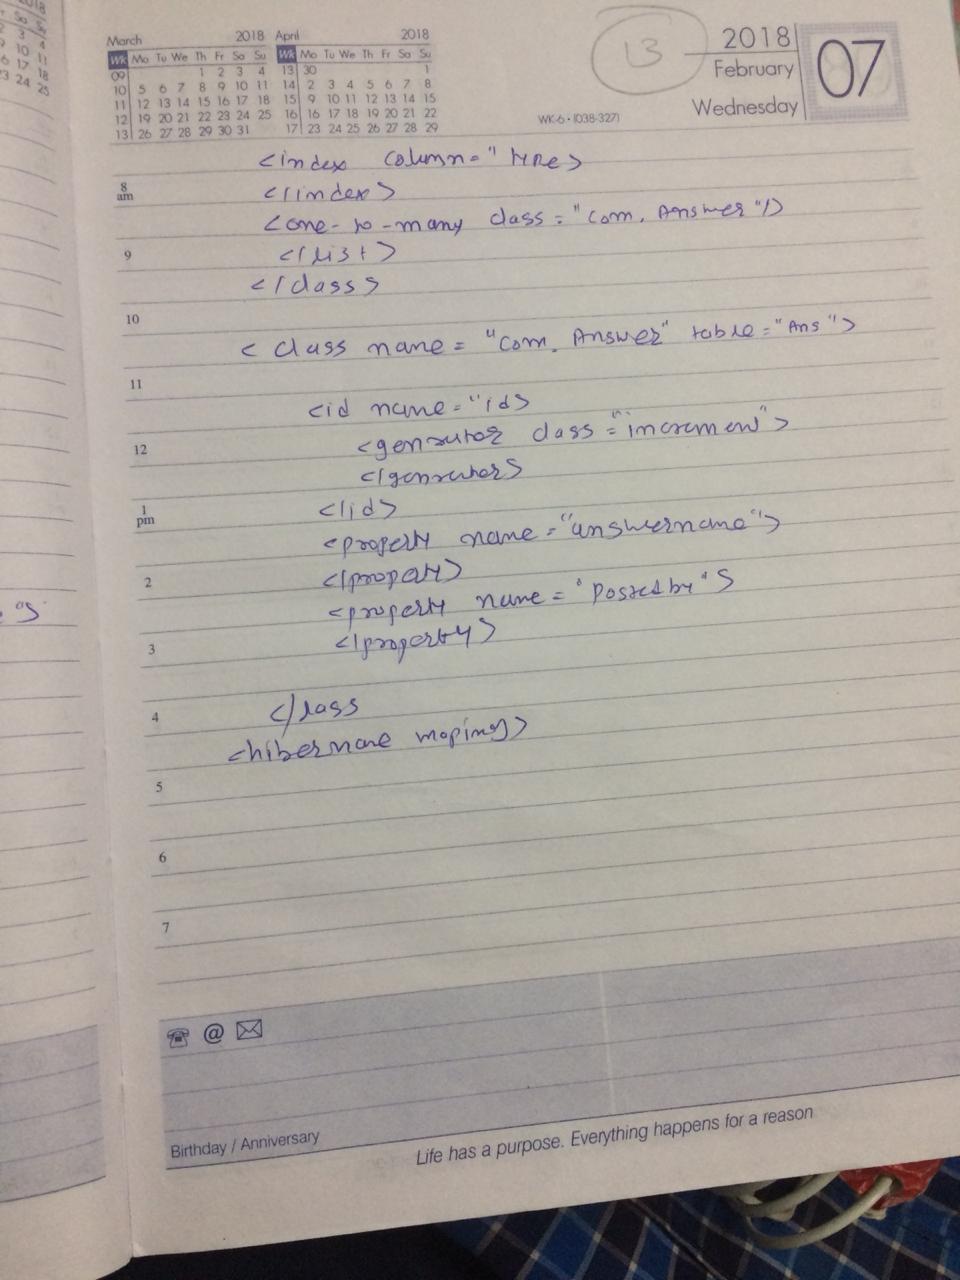 March 2018
Wk Mo Tu We Th Fr Sa Su
09 1 2 3 4
10 5 6 7 8 9 10 11
11 12 13 14 15 16 17 18
12 19 20 21 22 23 24 25
13 26 27 28 29 30 31
April 2018
Wk Mo Tu We Th Fr Sa Su
13 30 1
14 2 3 4 5 6 7 8
15 9 10 11 12 13 14 15
16 16 17 18 19 20 21 22
17 23 24 25 26 27 28 29
13
2018
February
Wednesday
07
WK-6 • (038-327)
<index column="type>
8 am </index>
<one-to-many class="com.Answer"/>
9 </list>
</class>
10
<class name="com.Answer" table="Ans">
11
<id name="id>
12 <genrator class="increment">
</genrator>
1 pm </id>
<property name="answername">
2 </property>
<property name="postedby">
3 </property>
4 </lass
<hibernate maping>
5
6
7
Birthday / Anniversary
Life has a purpose. Everything happens for a reason